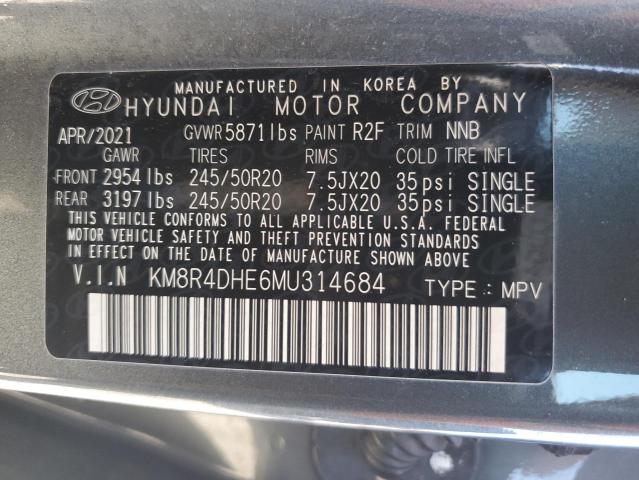 MANUFACTURED IN KOREA BY
HYUNDAI MOTOR COMPANY
APR/2021 GVWR5871lbs PAINT R2F TRIM NNB
GAWR TIRES RIMS COLD TIRE INFL
FRONT 2954 lbs 245/50R20 7.5JX20 35psi SINGLE
REAR 3197 lbs 245/50R20 7.5JX20 35psi SINGLE
THIS VEHICLE CONFORMS TO ALL APPLICABLE U.S.A. FEDERAL
MOTOR VEHICLE SAFETY AND THEFT PREVENTION STANDARDS
IN EFFECT ON THE DATE OF MANUFACTURE SHOWN ABOVE
V.I.N KM8R4DHE6MU314684 TYPE : MPV